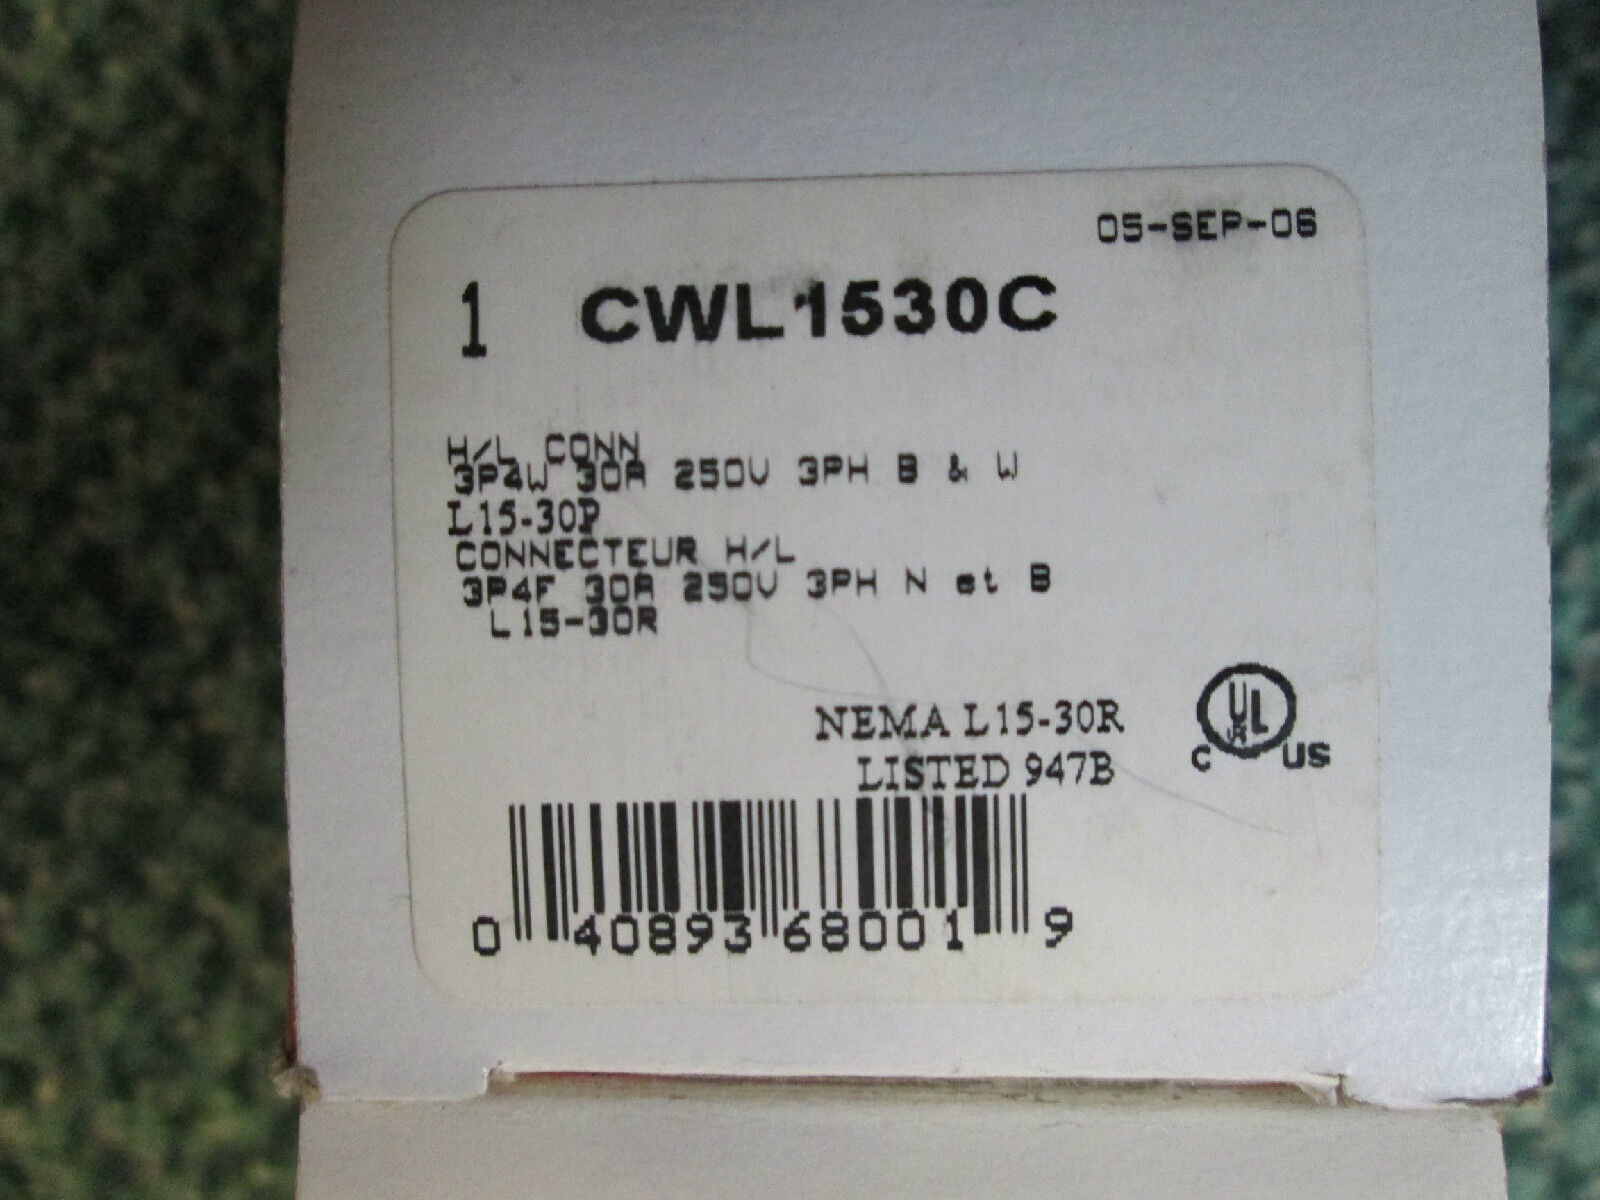 05-SEP-06
1 CWL1530C
H/L CONN
3P4W 30A 250V 3PH B & W
L15-30P
CONNECTEUR H/L
3P4F 30A 250V 3PH N et B
L15-30R
NEMA L15-30R
LISTED 947B
C UL US
0 40893 68001 9